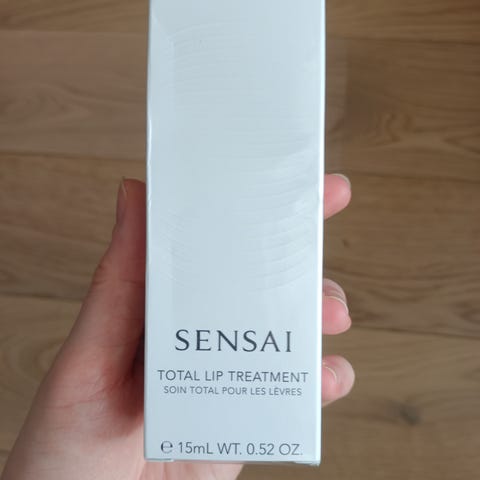 SENSAI
TOTAL LIP TREATMENT
SOIN TOTAL POUR LES LÈVRES
℮ 15mL WT. 0.52 OZ.